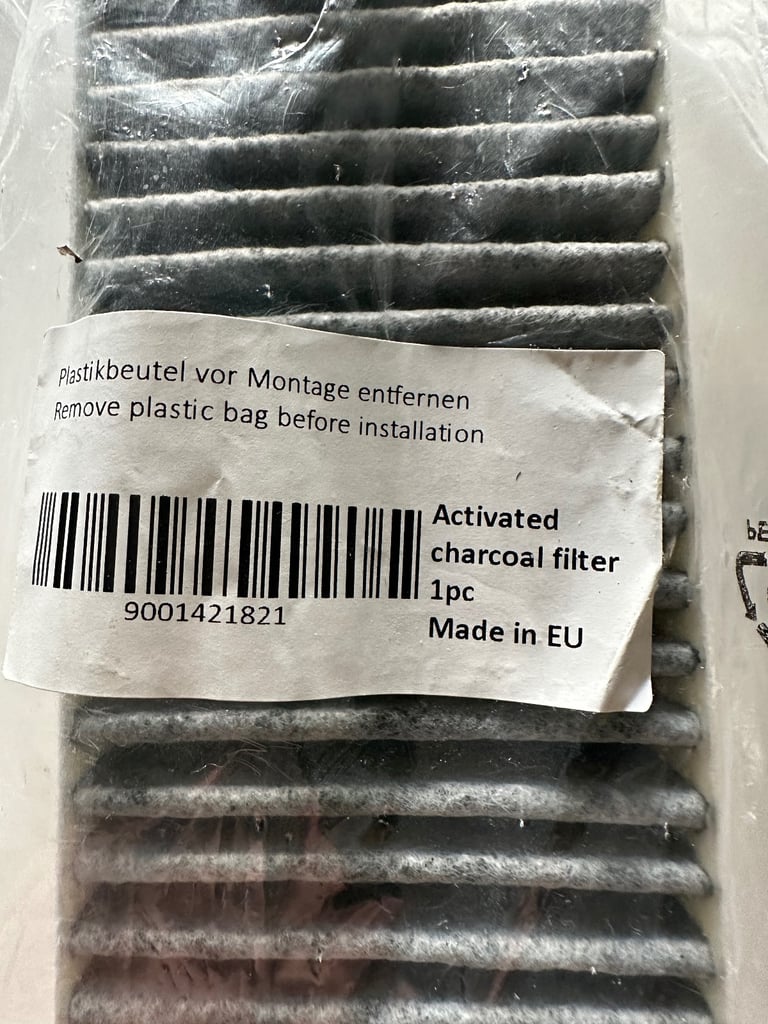 Plastikbeutel vor Montage entfernen
Remove plastic bag before installation
Activated
charcoal filter
1pc
Made in EU
9001421821